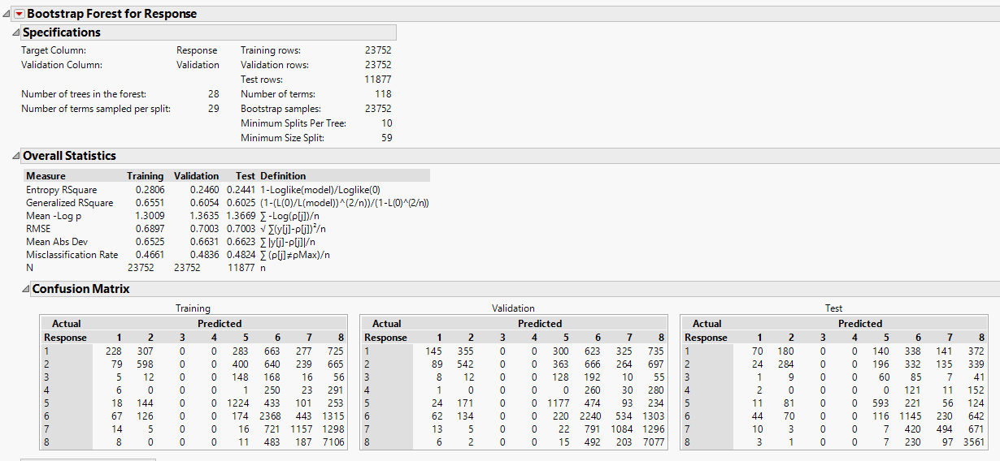 Bootstrap Forest for Response
Specifications
Target Column: Response Training rows: 23752
Validation Column: Validation Validation rows: 23752
Test rows: 11877
Number of trees in the forest: 28 Number of terms: 118
Number of terms sampled per split: 29 Bootstrap samples: 23752
Minimum Splits Per Tree: 10
Minimum Size Split: 59
Overall Statistics
Measure Training Validation Test Definition
Entropy RSquare 0.2806 0.2460 0.2441 1-Loglike(model)/Loglike(0)
Generalized RSquare 0.6551 0.6054 0.6025 (1-(L(0)/L(model))^(2/n))/(1-L(0)^(2/n))
Mean -Log p 1.3009 1.3635 1.3669 ∑ -Log(ρ[j])/n
RMSE 0.6897 0.7003 0.7003 √ ∑(y[j]-ρ[j])²/n
Mean Abs Dev 0.6525 0.6631 0.6623 ∑ |y[j]-ρ[j]|/n
Misclassification Rate 0.4661 0.4836 0.4824 ∑ (ρ[j]≠ρMax)/n
N 23752 23752 11877 n
Confusion Matrix
Training Validation Test
Actual Predicted Actual Predicted Actual Predicted
Response 1 2 3 4 5 6 7 8 Response 1 2 3 4 5 6 7 8 Response 1 2 3 4 5 6 7 8
1 228 307 0 0 283 663 277 725 1 145 355 0 0 300 623 325 735 1 70 180 0 0 140 338 141 372
2 79 598 0 0 400 640 239 665 2 89 542 0 0 363 666 264 697 2 24 284 0 0 196 332 135 339
3 5 12 0 0 148 168 16 56 3 8 12 0 0 128 192 10 55 3 1 9 0 0 60 85 7 41
4 6 0 0 0 1 250 23 291 4 1 0 0 0 0 260 30 280 4 2 0 0 0 0 121 11 152
5 18 144 0 0 1224 433 101 253 5 24 171 0 0 1177 474 93 234 5 11 81 0 0 593 221 56 124
6 67 126 0 0 174 2368 443 1315 6 62 134 0 0 220 2240 534 1303 6 44 70 0 0 116 1145 230 642
7 14 5 0 0 16 721 1157 1298 7 13 5 0 0 22 791 1084 1296 7 10 3 0 0 7 420 494 671
8 8 0 0 0 11 483 187 7106 8 6 2 0 0 15 492 203 7077 8 3 1 0 0 7 230 97 3561